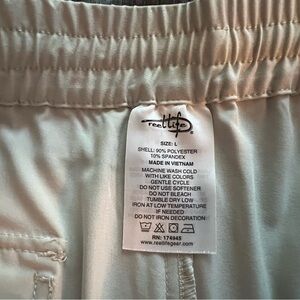 reel life
SIZE: L
SHELL: 90% POLYESTER
10% SPANDEX
MADE IN VIETNAM
MACHINE WASH COLD
WITH LIKE COLORS
GENTLE CYCLE
DO NOT USE SOFTENER
DO NOT BLEACH
TUMBLE DRY LOW
IRON AT LOW TEMPERATURE
IF NEEDED
DO NOT IRON DECORATION
RN: 174945
www.reellifegear.com